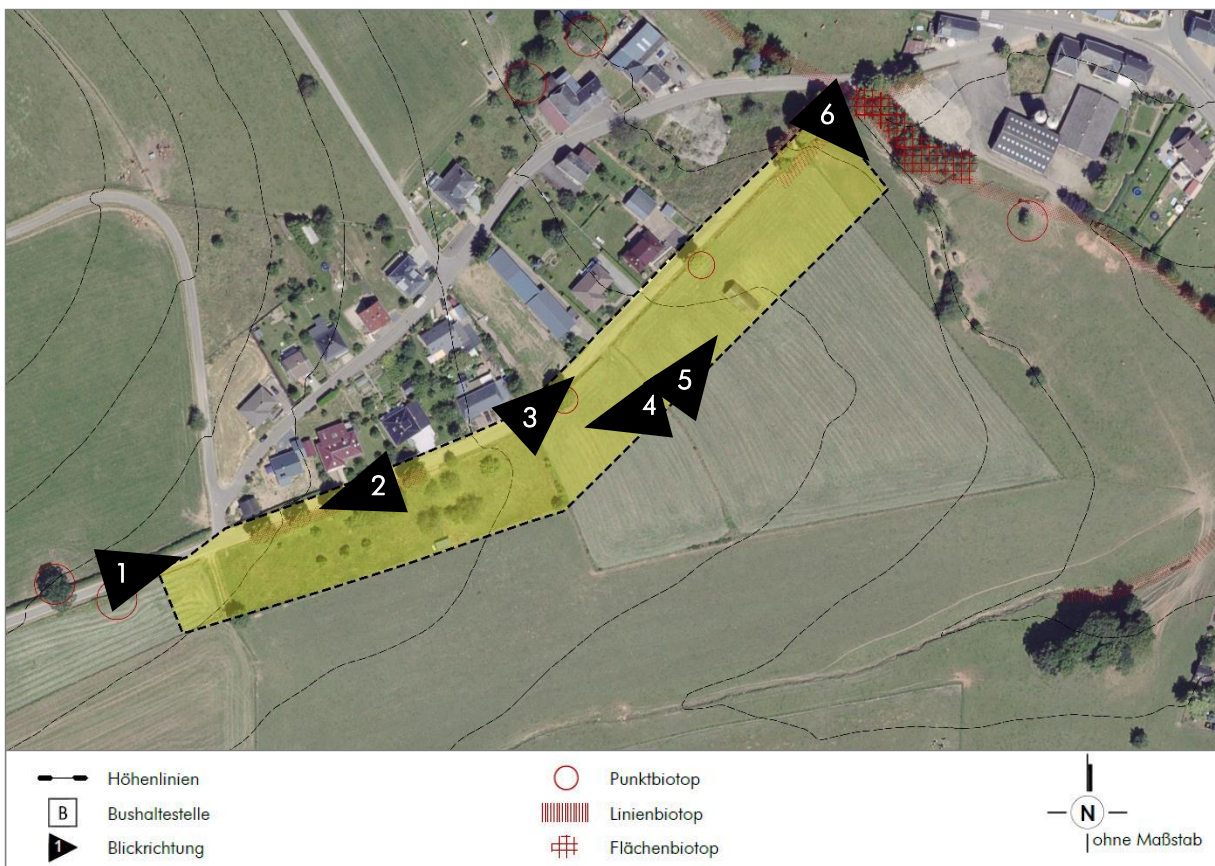 6
5
4
3
2
1
Höhenlinien
B Bushaltestelle
1 Blickrichtung
Punktbiotop
Linienbiotop
Flächenbiotop
N
ohne Maßstab